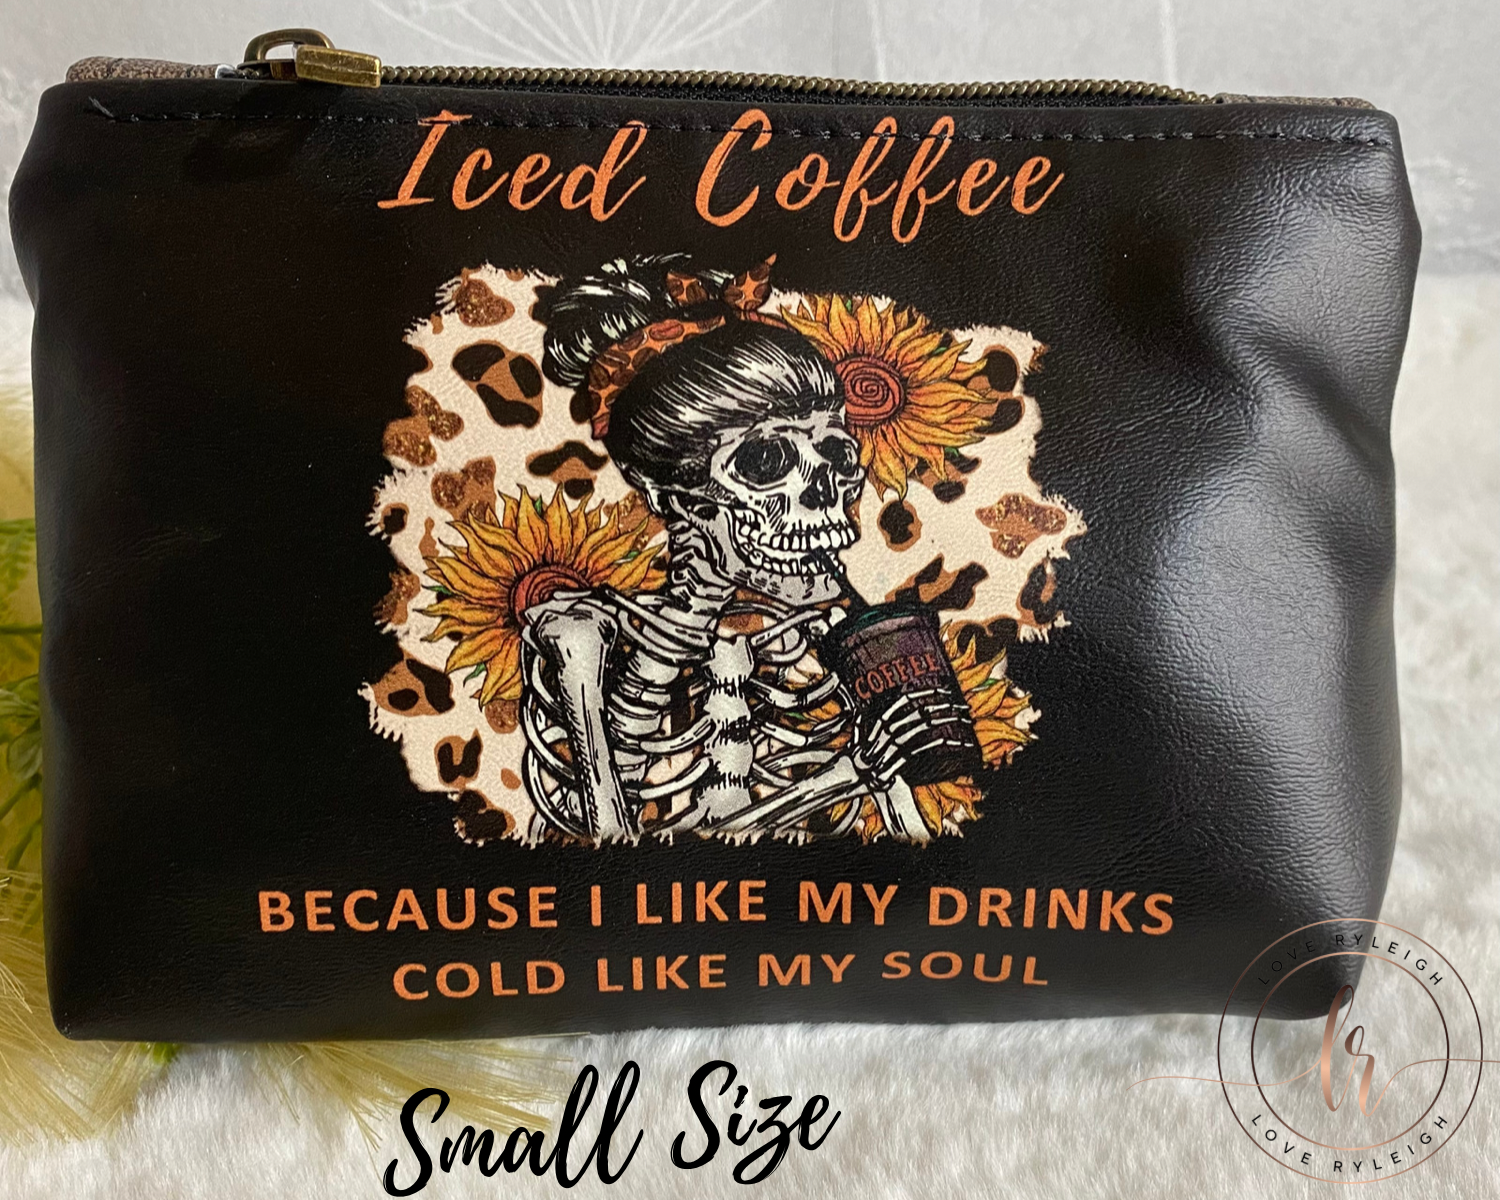 Iced Coffee
COFFEE
BECAUSE I LIKE MY DRINKS
COLD LIKE MY SOUL
Small Size
LOVE RYLEIGH
lr
LOVE RYLEIGH